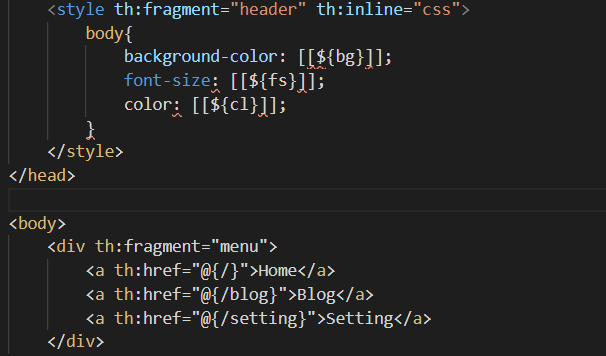 <style th:fragment="header" th:inline="css">
body{
background-color: [[${bg}]];
font-size: [[${fs}]];
color: [[${cl}]];
}
</style>
</head>
<body>
<div th:fragment="menu">
<a th:href="@{/}">Home</a>
<a th:href="@{/blog}">Blog</a>
<a th:href="@{/setting}">Setting</a>
</div>